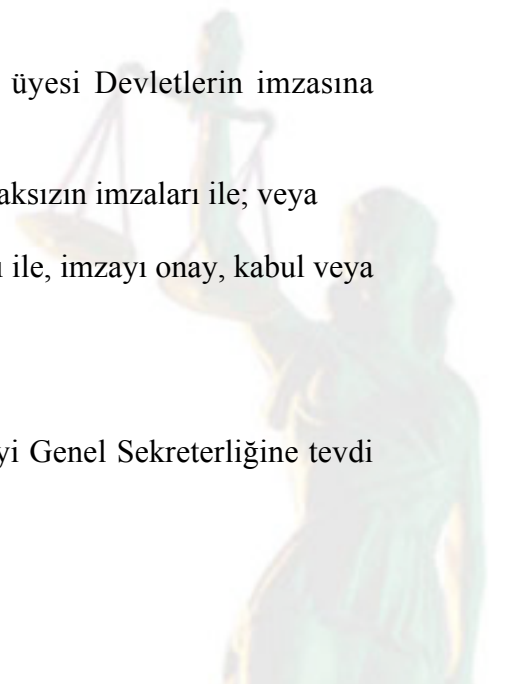 üyesi Devletlerin imzasına
aksızın imzaları ile; veya
ile, imzayı onay, kabul veya
yi Genel Sekreterliğine tevdi